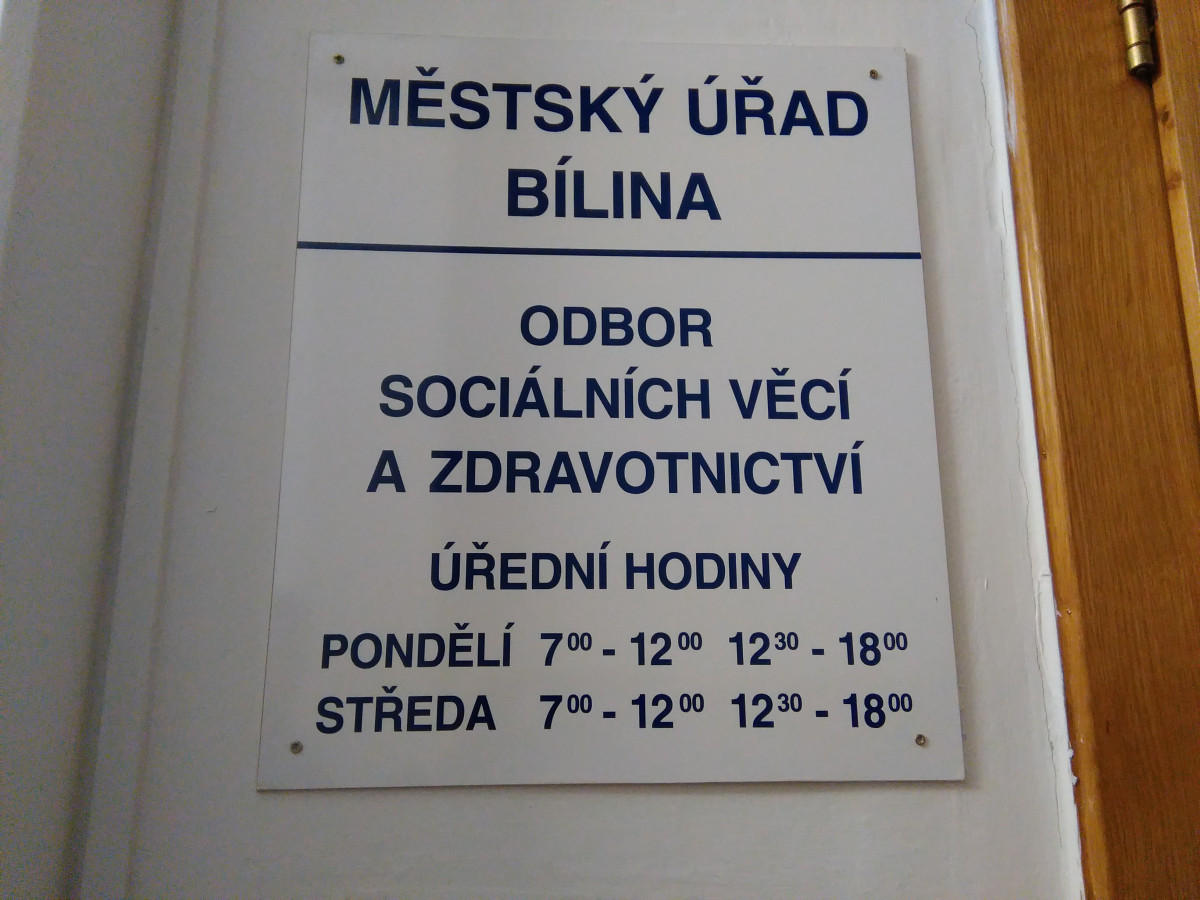 MĚSTSKÝ ÚŘAD
BÍLINA
ODBOR
SOCIÁLNÍCH VĚCÍ
A ZDRAVOTNICTVÍ
ÚŘEDNÍ HODINY
PONDĚLÍ 7⁰⁰ - 12⁰⁰ 12³⁰ - 18⁰⁰
STŘEDA 7⁰⁰ - 12⁰⁰ 12³⁰ - 18⁰⁰